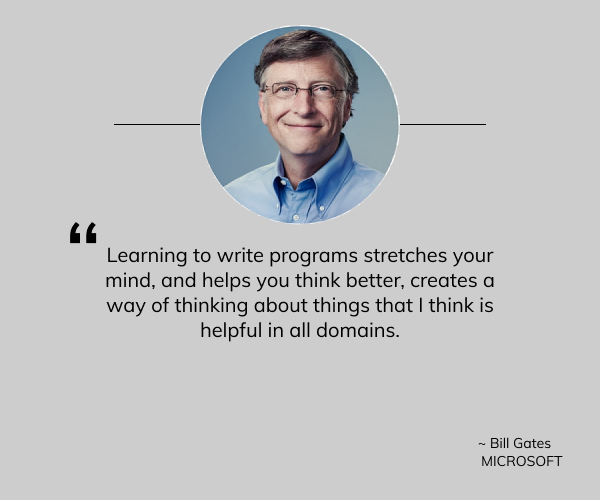 “
Learning to write programs stretches your
mind, and helps you think better, creates a
way of thinking about things that I think is
helpful in all domains.
~ Bill Gates
MICROSOFT